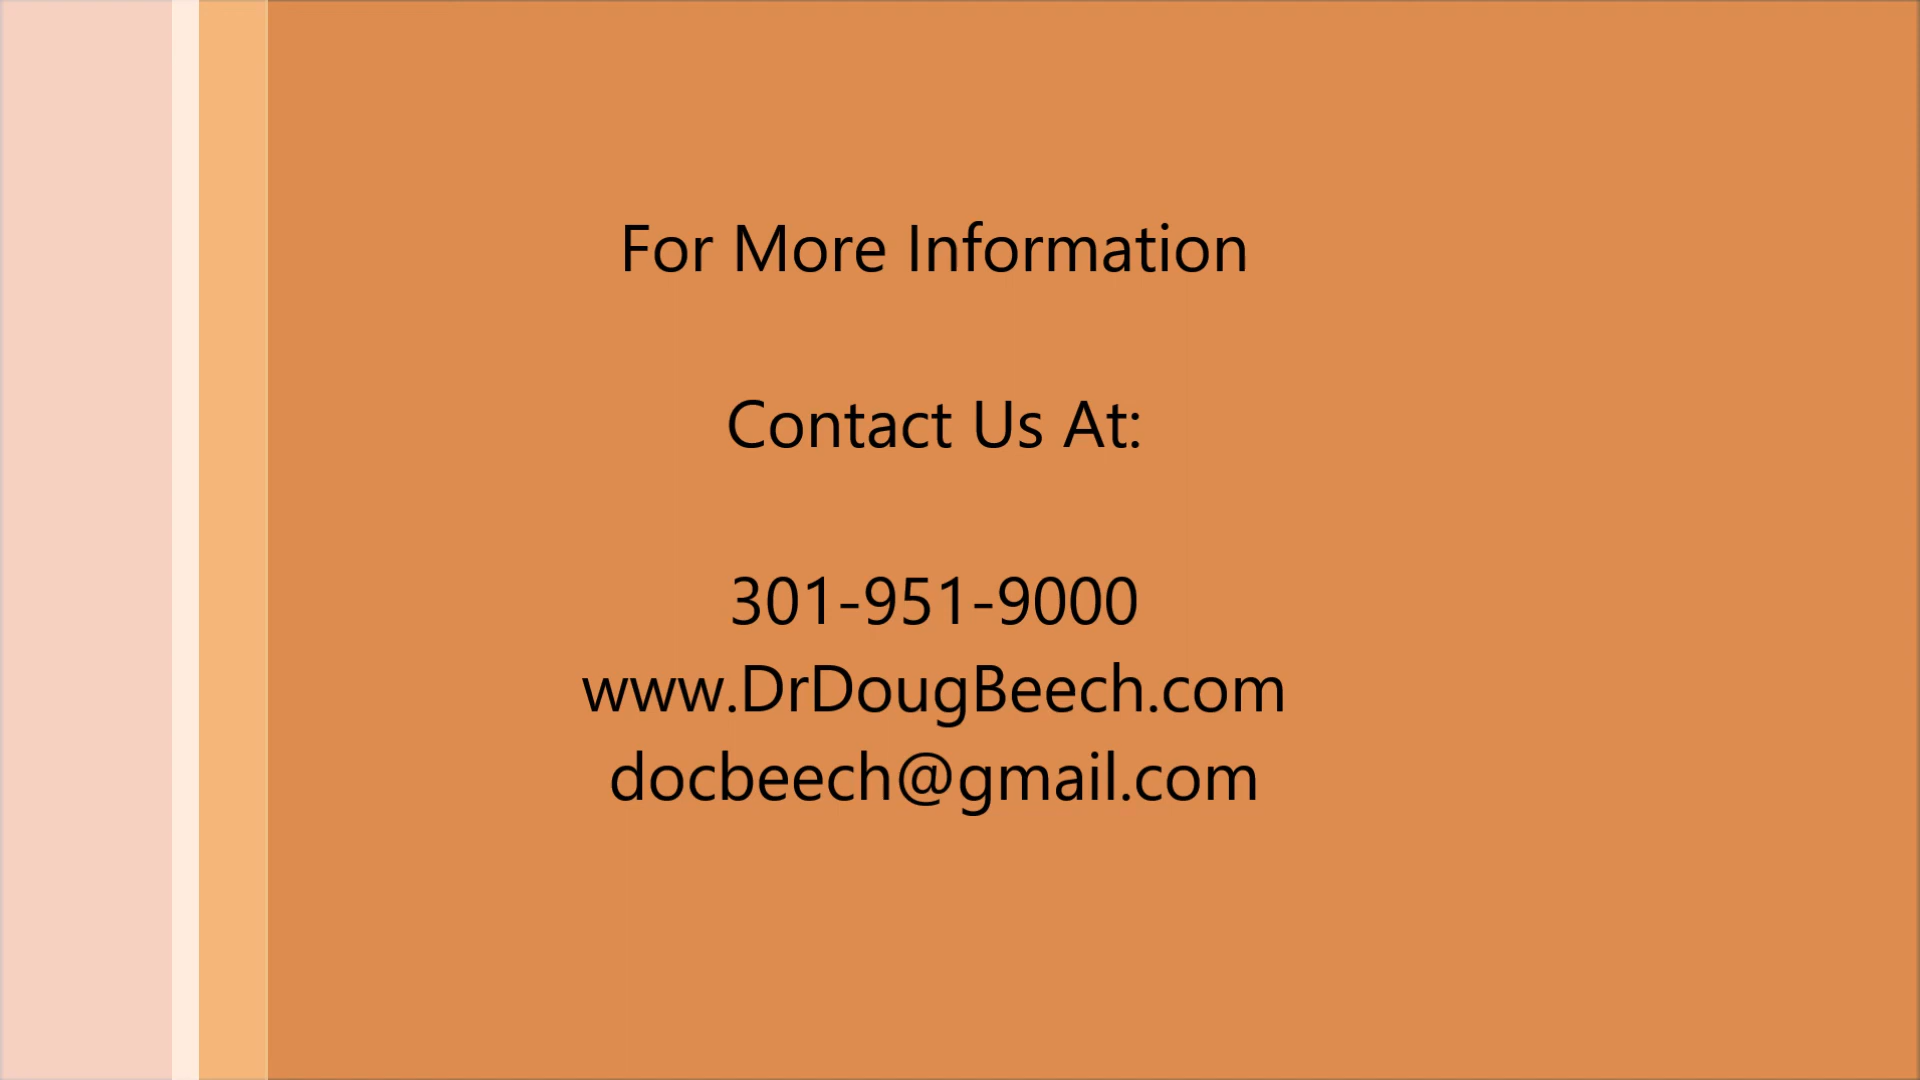 For More Information
Contact Us At:
301-951-9000
www.DrDougBeech.com
docbeech@gmail.com